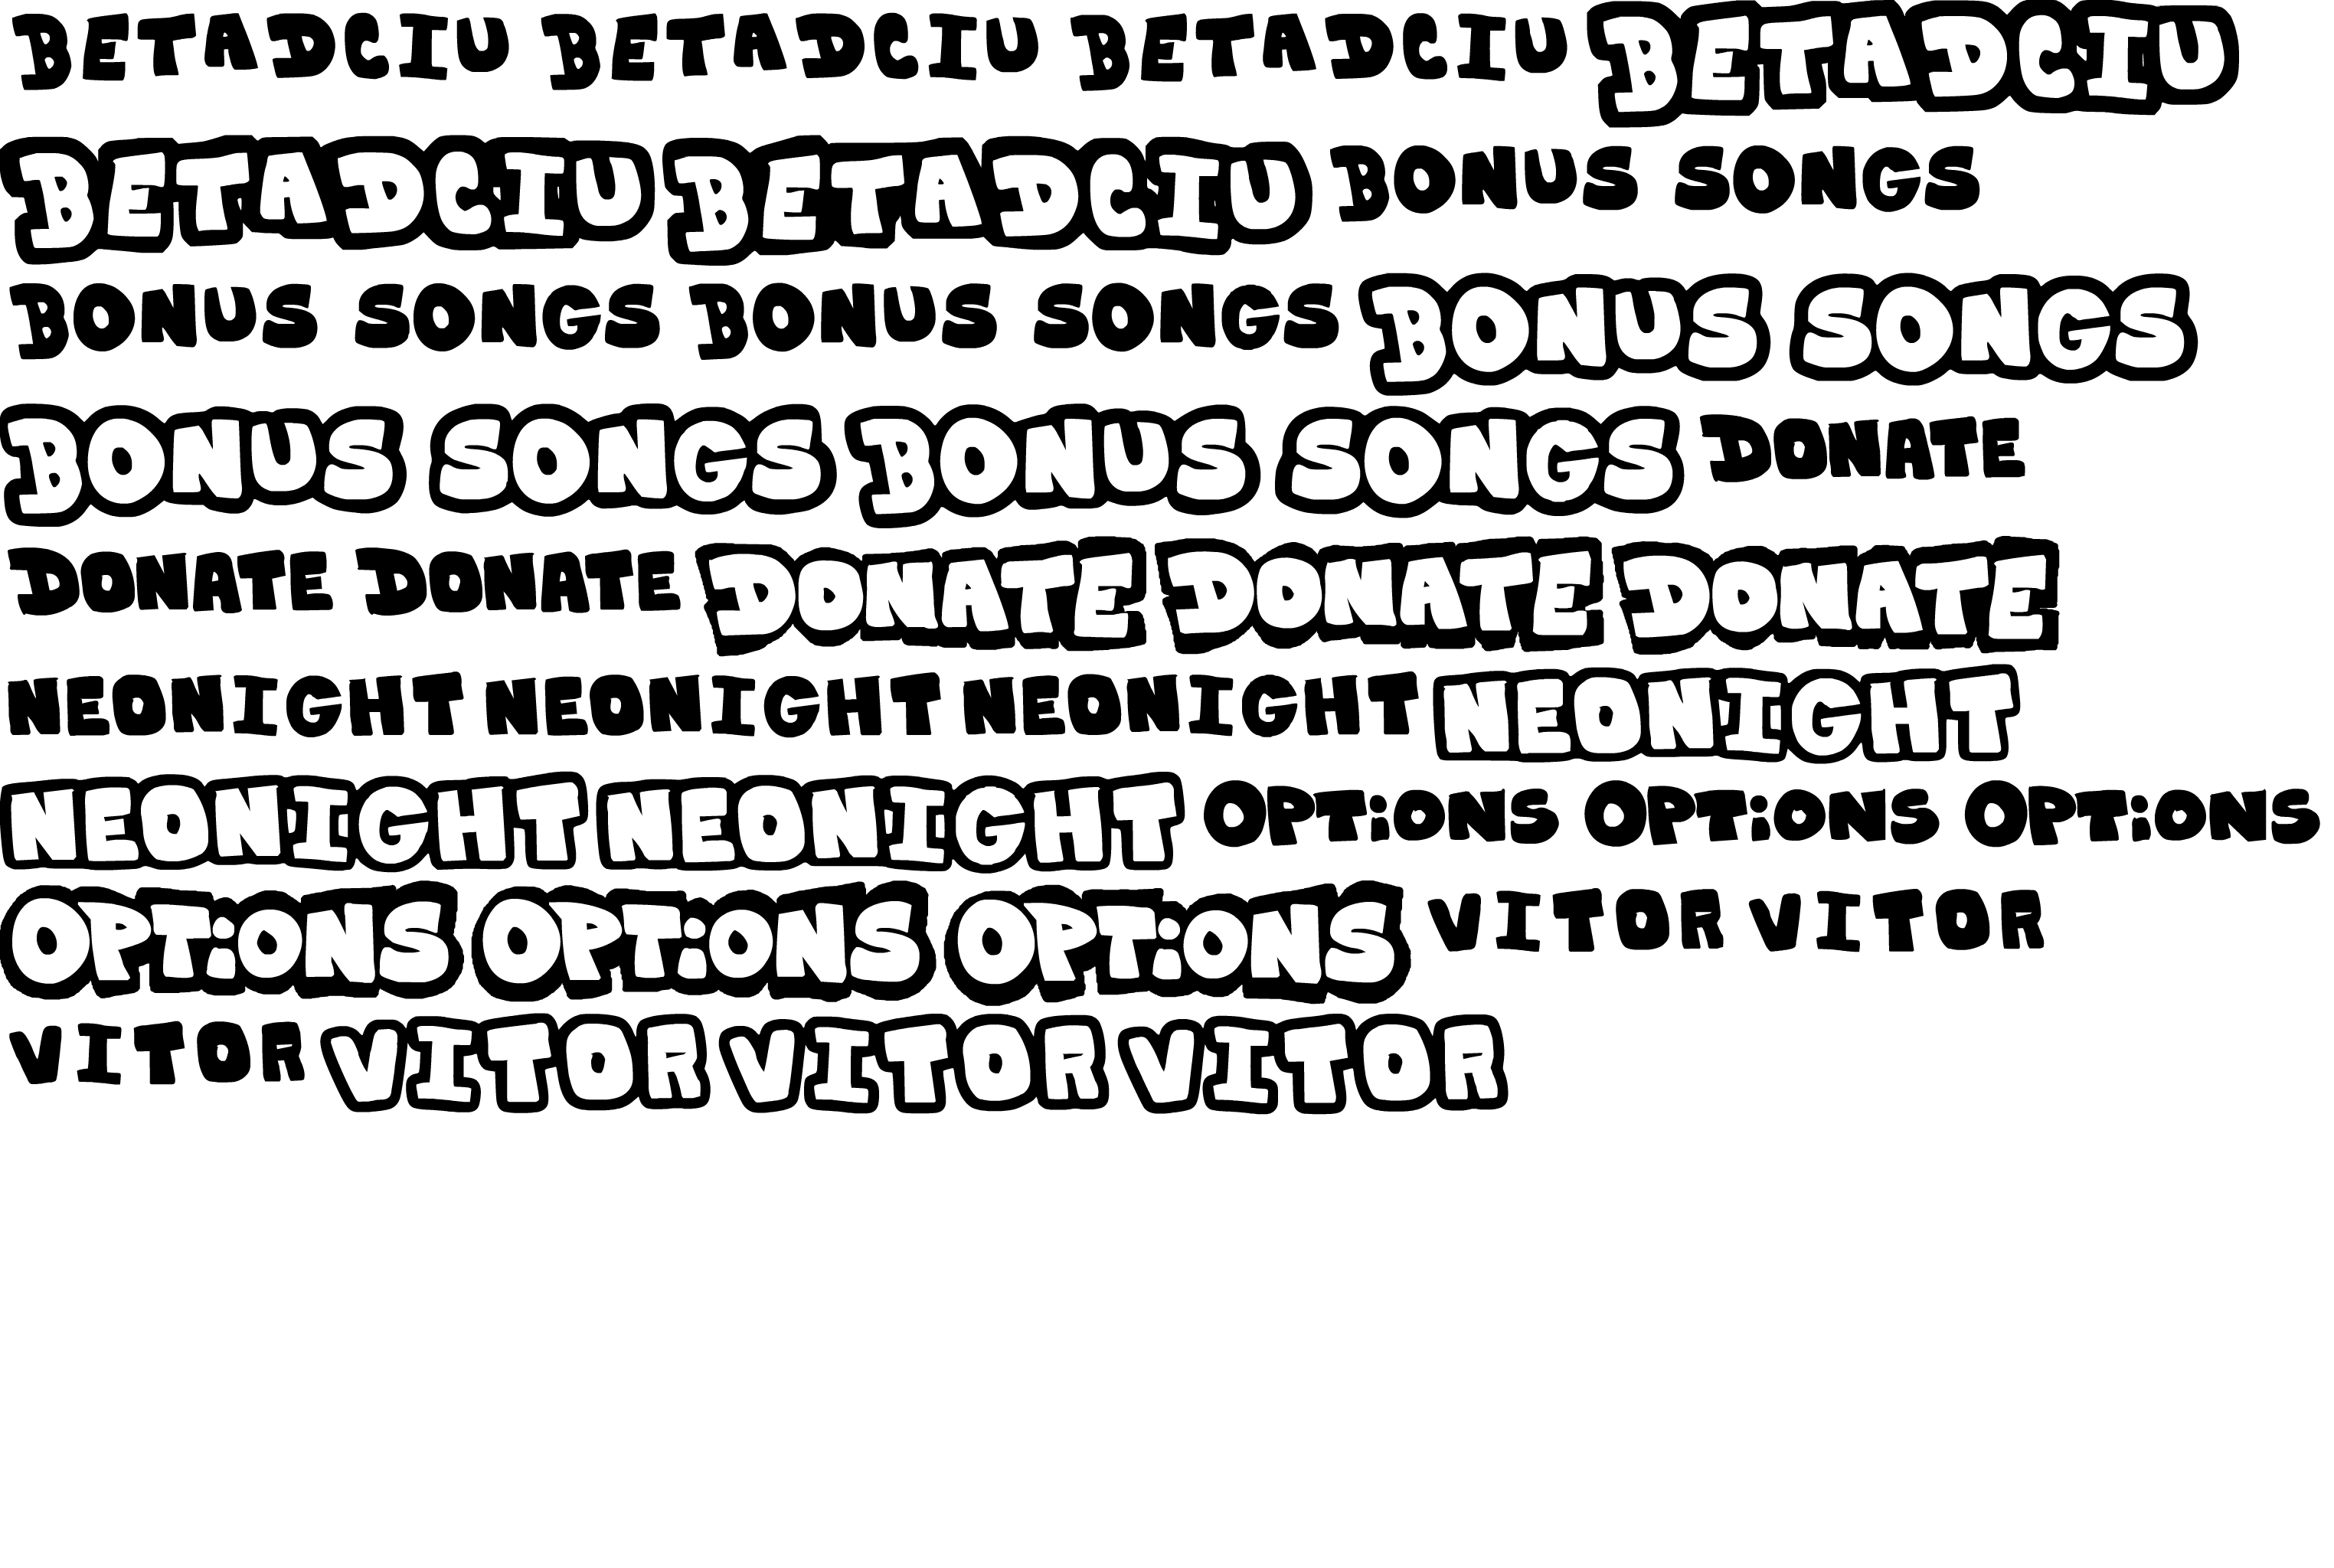 BETADCIU BETADCIU BETADCIU BETADCIU
BETADCIU BETADCIU BONUS SONGS
BONUS SONGS BONUS SONGS BONUS SONGS
BONUS SONGS BONUS SONGS DONATE
DONATE DONATE DONATE DONATE DONATE
NEONIGHT NEONIGHT NEONIGHT NEONIGHT
NEONIGHT NEONIGHT OPTiONS OPTiONS OPTiONS
OPTiONS OPTiONS OPTiONS VITOR VITOR
VITOR VITOR VITOR VITOR